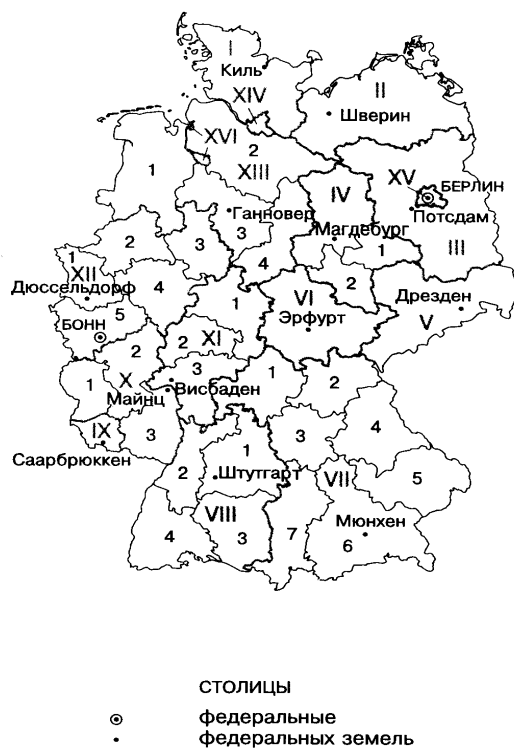 I
Киль
XIV
II
Шверин
XVI
1
2
XIII
IV
XV
БЕРЛИН
Ганновер
Потсдам
3
Магдебург
2
3
1
III
1
4
XII
2
Дюссельдорф
4
1
VI
Дрезден
Эрфурт
V
5
БОНН
2
2
XI
3
1
2
1
X
Висбаден
Майнц
4
IX
3
1
3
Саарбрюккен
2
Штутгарт
VII
5
VIII
7
Мюнхен
4
3
6
СТОЛИЦЫ
федеральные
федеральных земель